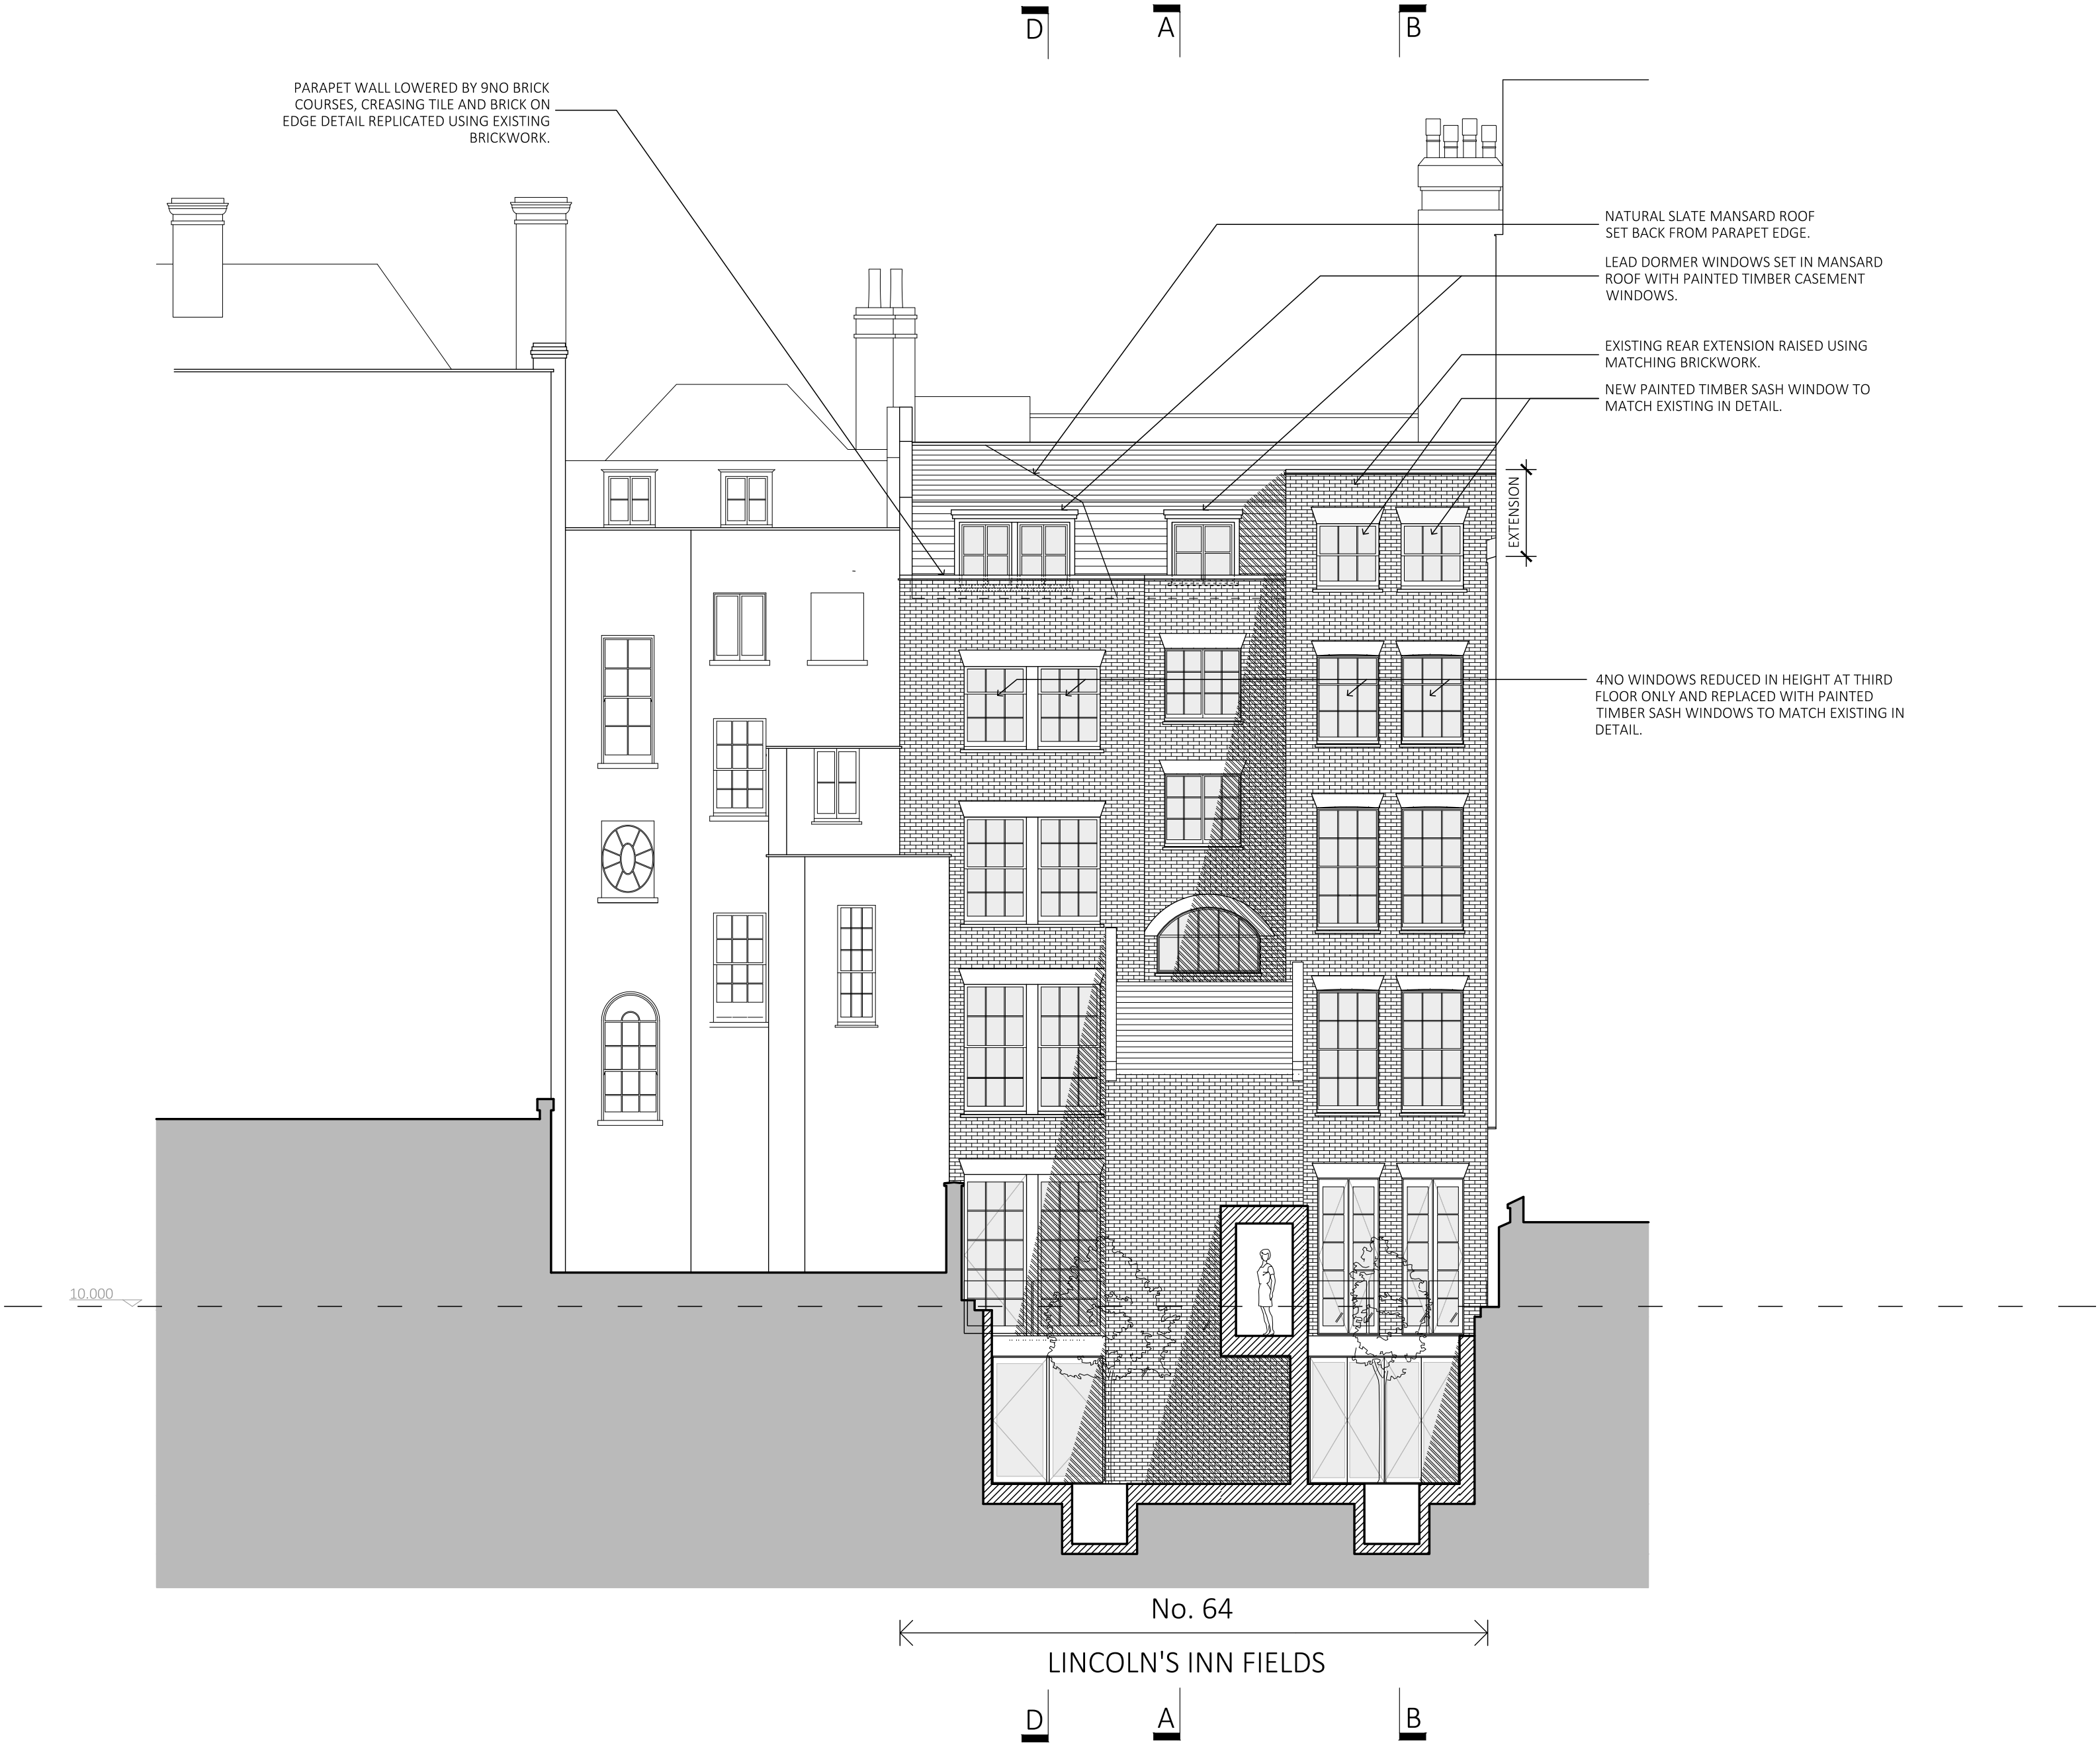 D
A
B
PARAPET WALL LOWERED BY 9NO BRICK
COURSES, CREASING TILE AND BRICK ON
EDGE DETAIL REPLICATED USING EXISTING
BRICKWORK.
NATURAL SLATE MANSARD ROOF
SET BACK FROM PARAPET EDGE.
LEAD DORMER WINDOWS SET IN MANSARD
ROOF WITH PAINTED TIMBER CASEMENT
WINDOWS.
EXISTING REAR EXTENSION RAISED USING
MATCHING BRICKWORK.
NEW PAINTED TIMBER SASH WINDOW TO
MATCH EXISTING IN DETAIL.
EXTENSION
4NO WINDOWS REDUCED IN HEIGHT AT THIRD
FLOOR ONLY AND REPLACED WITH PAINTED
TIMBER SASH WINDOWS TO MATCH EXISTING IN
DETAIL.
10.000
No. 64
LINCOLN'S INN FIELDS
D
A
B